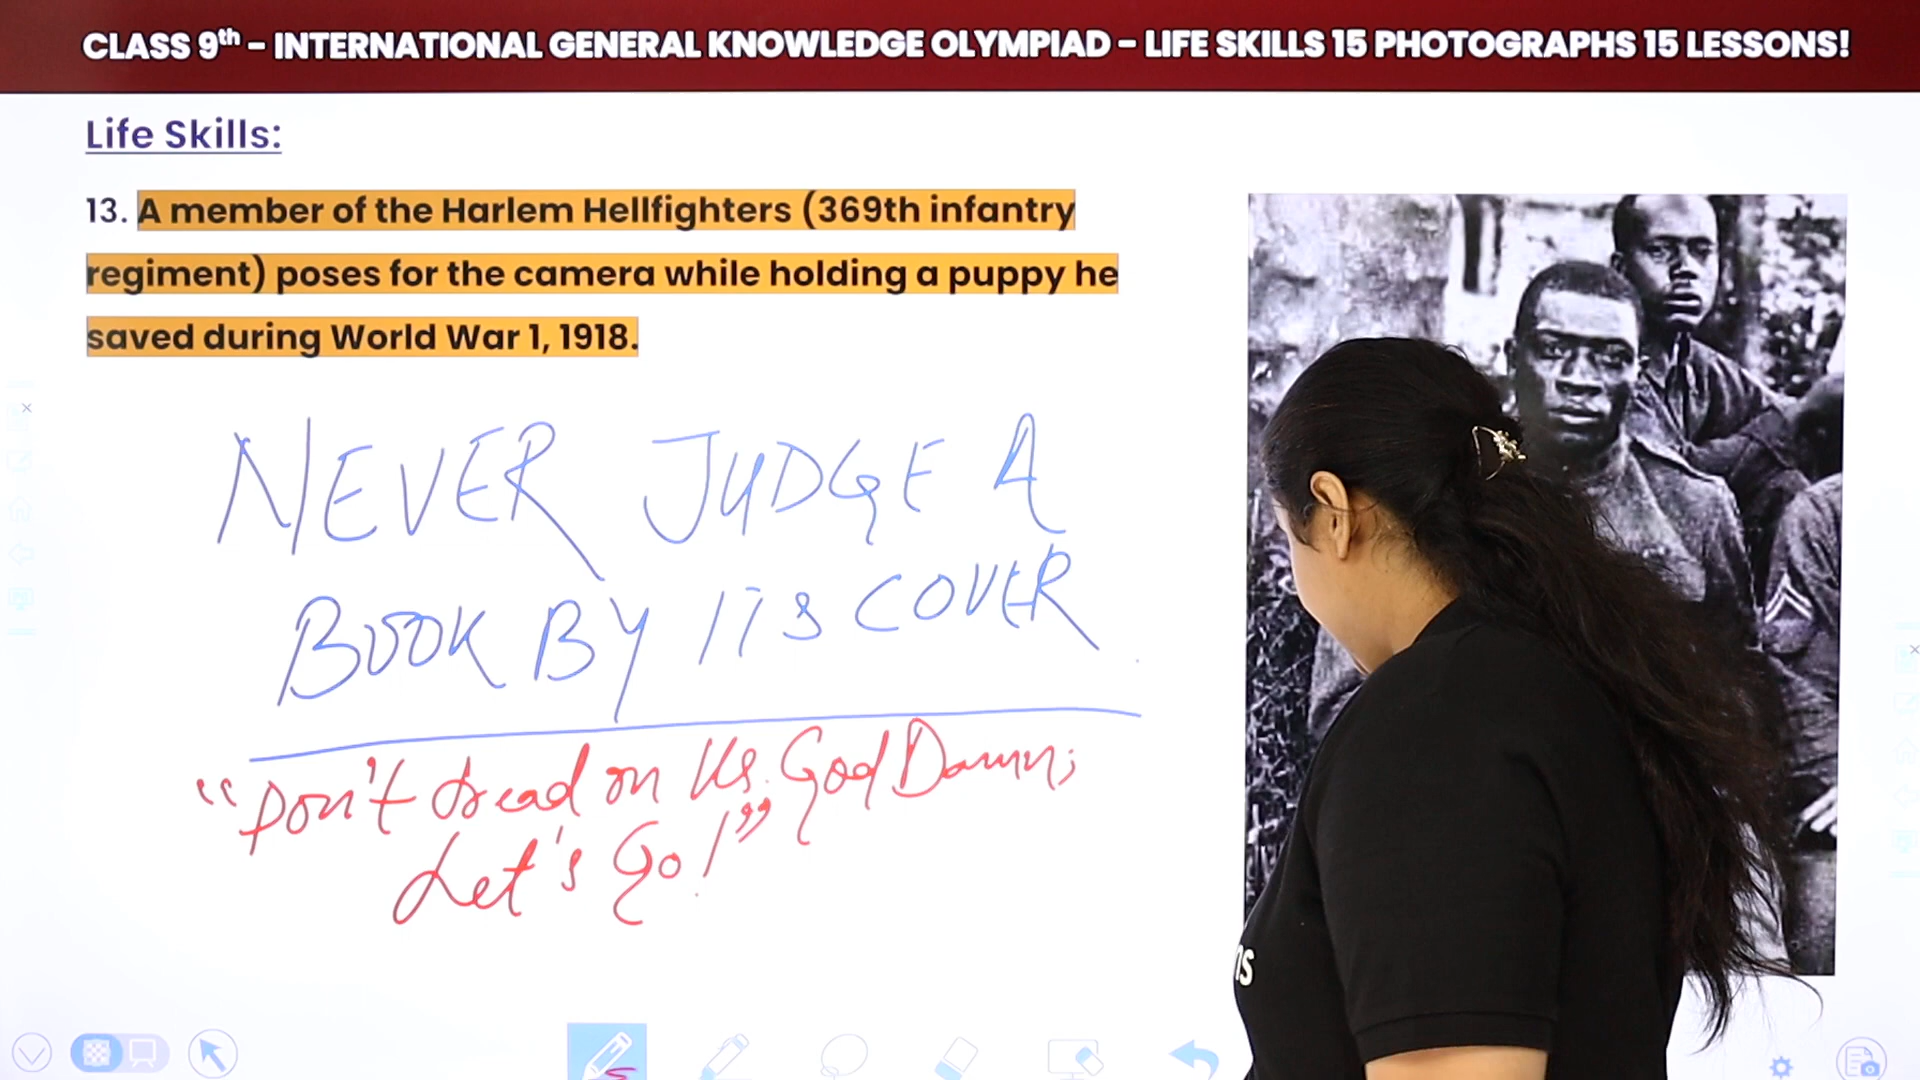 CLASS 9th – INTERNATIONAL GENERAL KNOWLEDGE OLYMPIAD – LIFE SKILLS 15 PHOTOGRAPHS 15 LESSONS!
Life Skills:
13. A member of the Harlem Hellfighters (369th infantry
regiment) poses for the camera while holding a puppy he
saved during World War 1, 1918.
NEVER JUDGE A
BOOK BY ITS COVER
"Don't tread on Us. God Damn;
Let's Go!"
ns